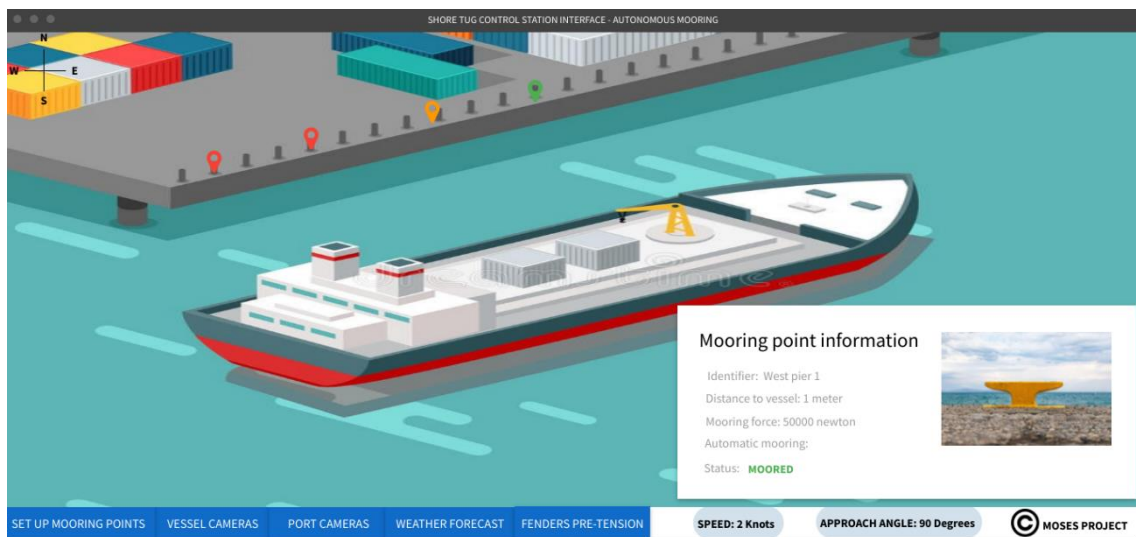 SHORE TUG CONTROL STATION INTERFACE - AUTONOMOUS MOORING
N
W E
S
Mooring point information
Identifier: West pier 1
Distance to vessel: 1 meter
Mooring force: 50000 newton
Automatic mooring:
Status: MOORED
SET UP MOORING POINTS VESSEL CAMERAS PORT CAMERAS WEATHER FORECAST FENDERS PRE-TENSION SPEED: 2 Knots APPROACH ANGLE: 90 Degrees © MOSES PROJECT